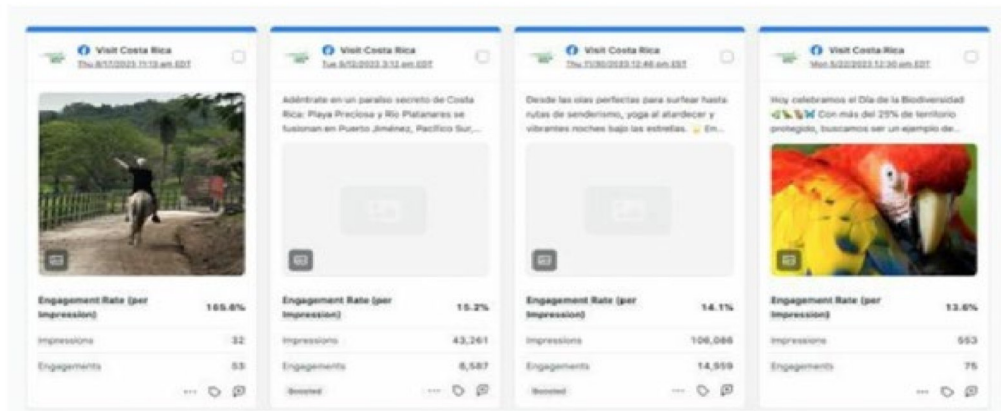 Visit Costa Rica
Thu 8/17/2023 11:13 am EDT
Engagement Rate (per
Impression) 165.6%
Impressions 32
Engagements 53
Visit Costa Rica
Tue 9/12/2023 3:12 am EDT
Adéntrate en un paraíso secreto de Costa
Rica: Playa Preciosa y Río Platanares se
fusionan en Puerto Jiménez, Pacífico Sur,...
Engagement Rate (per
Impression) 15.2%
Impressions 43,261
Engagements 6,587
Boosted
Visit Costa Rica
Thu 11/30/2023 12:46 am EST
Desde las olas perfectas para surfear hasta
rutas de senderismo, yoga al atardecer y
vibrantes noches bajo las estrellas. En...
Engagement Rate (per
Impression) 14.1%
Impressions 106,086
Engagements 14,959
Boosted
Visit Costa Rica
Mon 5/22/2023 12:30 am EDT
Hoy celebramos el Día de la Biodiversidad
Con más del 25% de territorio
protegido, buscamos ser un ejemplo de...
Engagement Rate (per
Impression) 13.6%
Impressions 553
Engagements 75